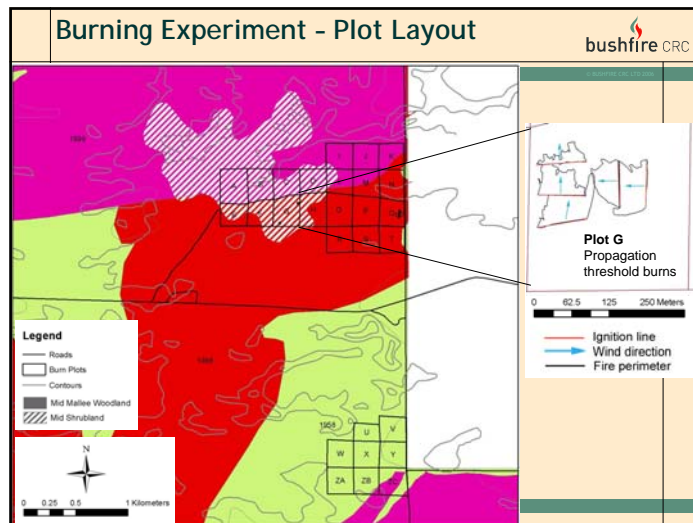 Burning Experiment - Plot Layout
bushfire CRC
A
G
O
U
V
W
X
Y
ZA
ZB
1958
Plot G
Propagation
threshold burns
0 62.5 125 250 Meters
Ignition line
Wind direction
Fire perimeter
Legend
Roads
Burn Plots
Contours
Mid Mallee Woodland
Mid Shrubland
N
0 0.25 0.5 1 Kilometers